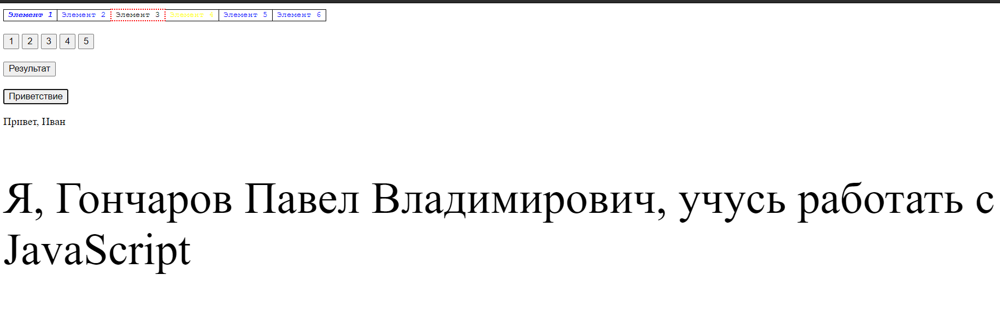 Элемент 1 Элемент 2 Элемент 3 Элемент 4 Элемент 5 Элемент 6
1 2 3 4 5
Результат
Приветствие
Привет, Иван
Я, Гончаров Павел Владимирович, учусь работать с
JavaScript